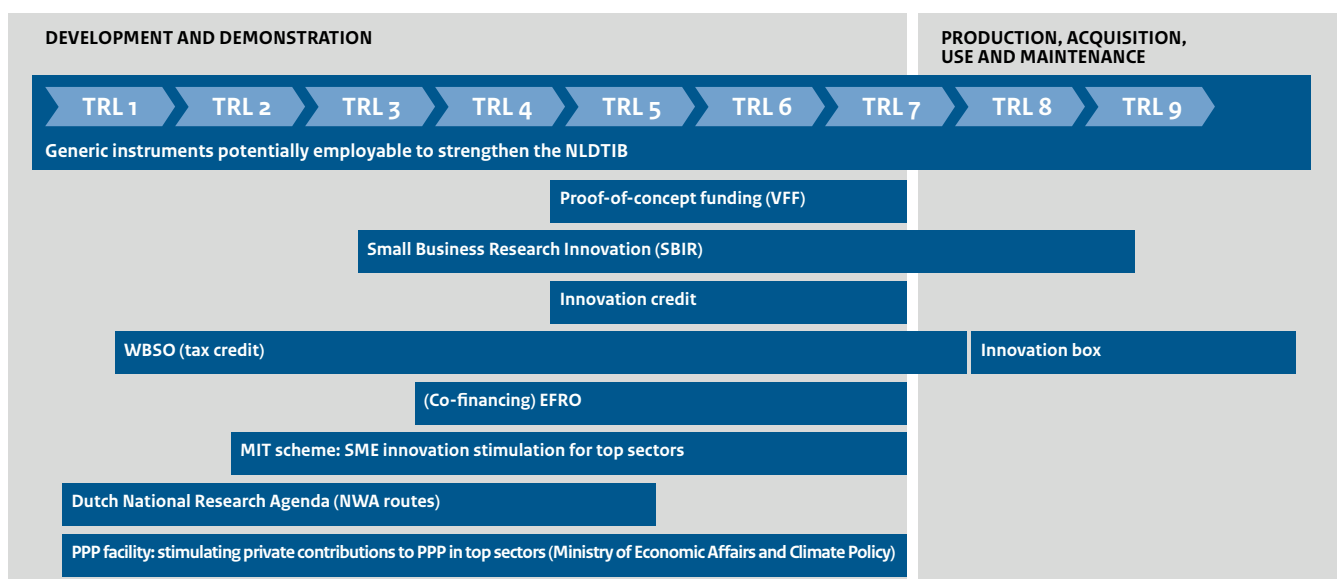 DEVELOPMENT AND DEMONSTRATION
PRODUCTION, ACQUISITION,
USE AND MAINTENANCE
TRL 1 TRL 2 TRL 3 TRL 4 TRL 5 TRL 6 TRL 7 TRL 8 TRL 9
Generic instruments potentially employable to strengthen the NLDTIB
Proof-of-concept funding (VFF)
Small Business Research Innovation (SBIR)
Innovation credit
WBSO (tax credit)
Innovation box
(Co-financing) EFRO
MIT scheme: SME innovation stimulation for top sectors
Dutch National Research Agenda (NWA routes)
PPP facility: stimulating private contributions to PPP in top sectors (Ministry of Economic Affairs and Climate Policy)